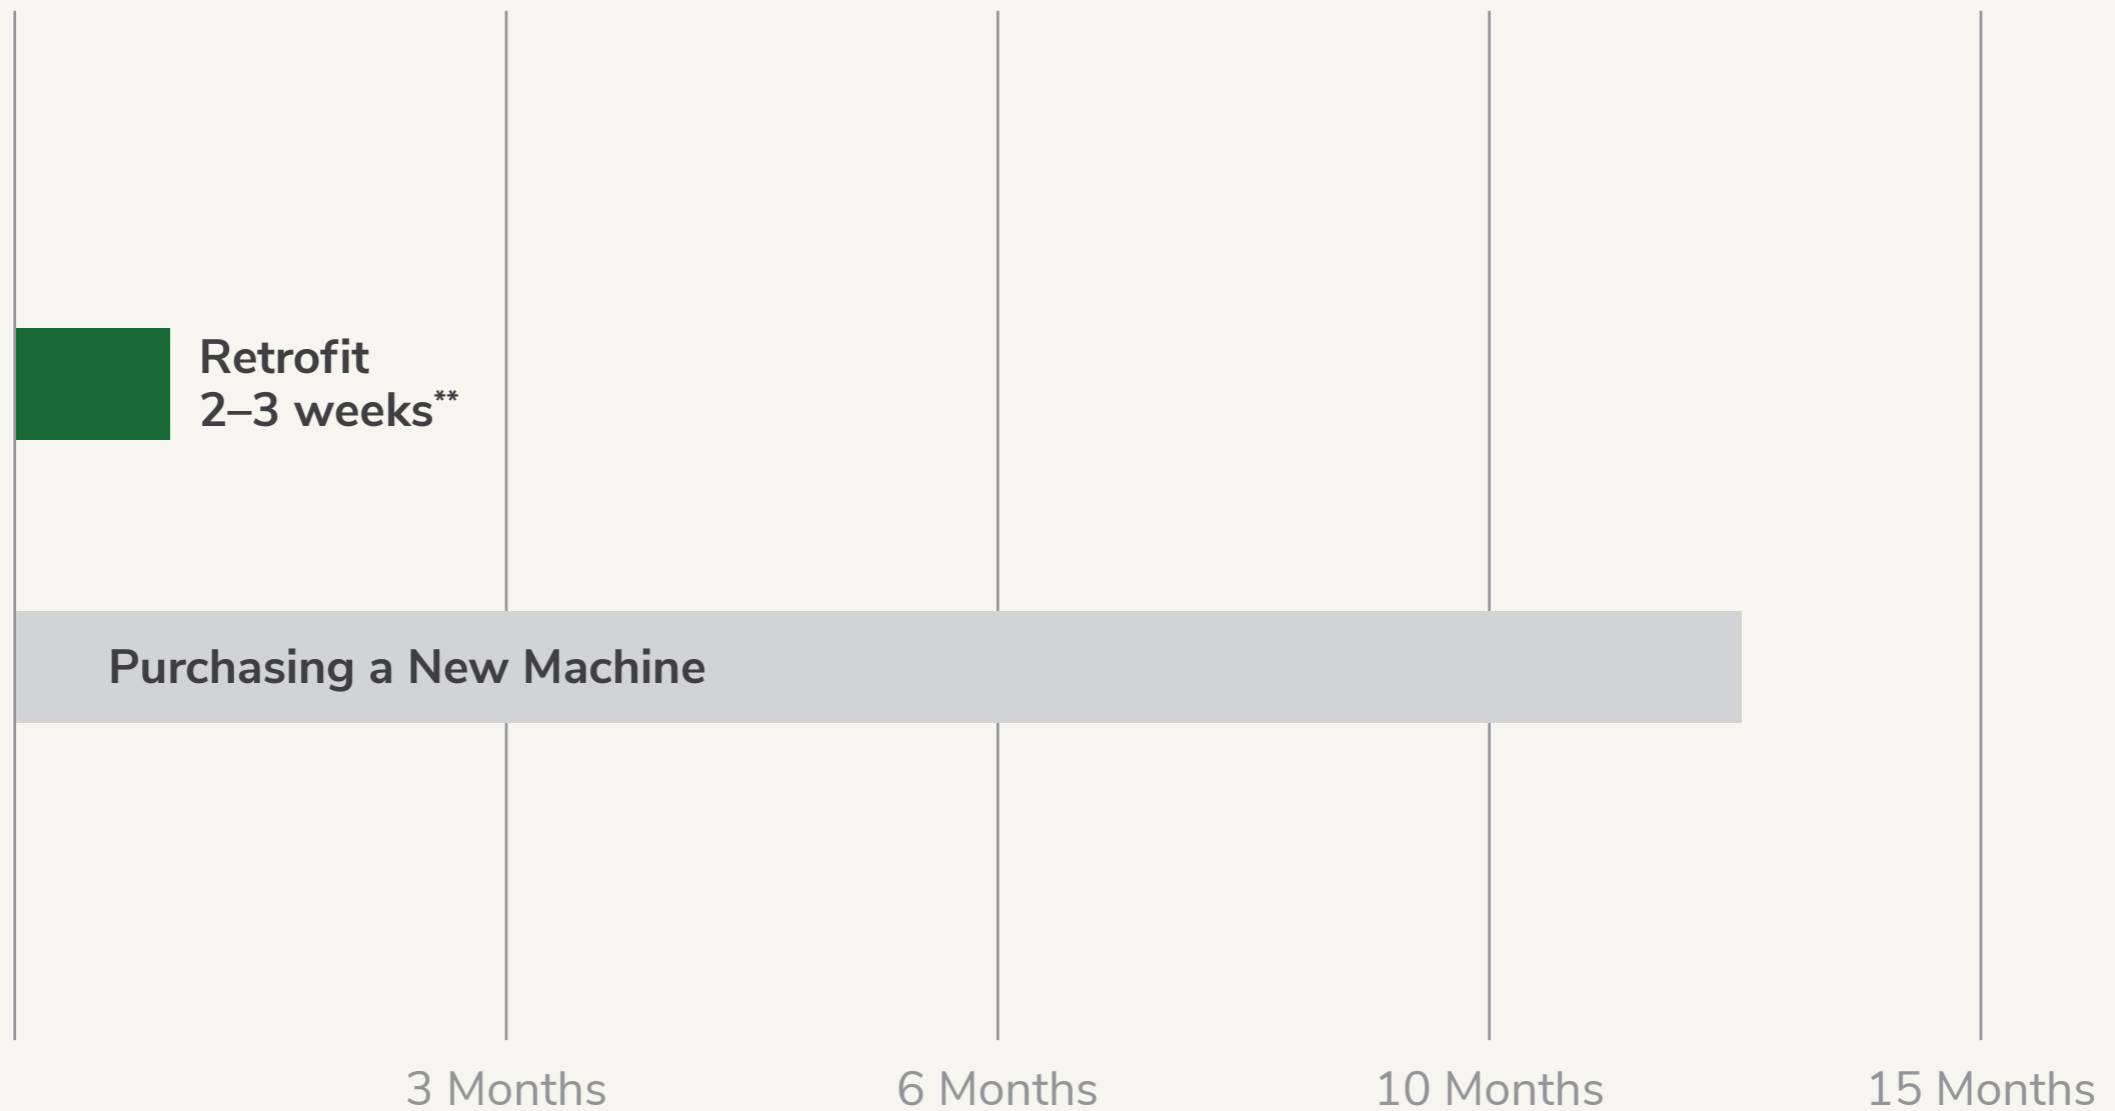 Retrofit
2–3 weeks**
Purchasing a New Machine
3 Months
6 Months
10 Months
15 Months